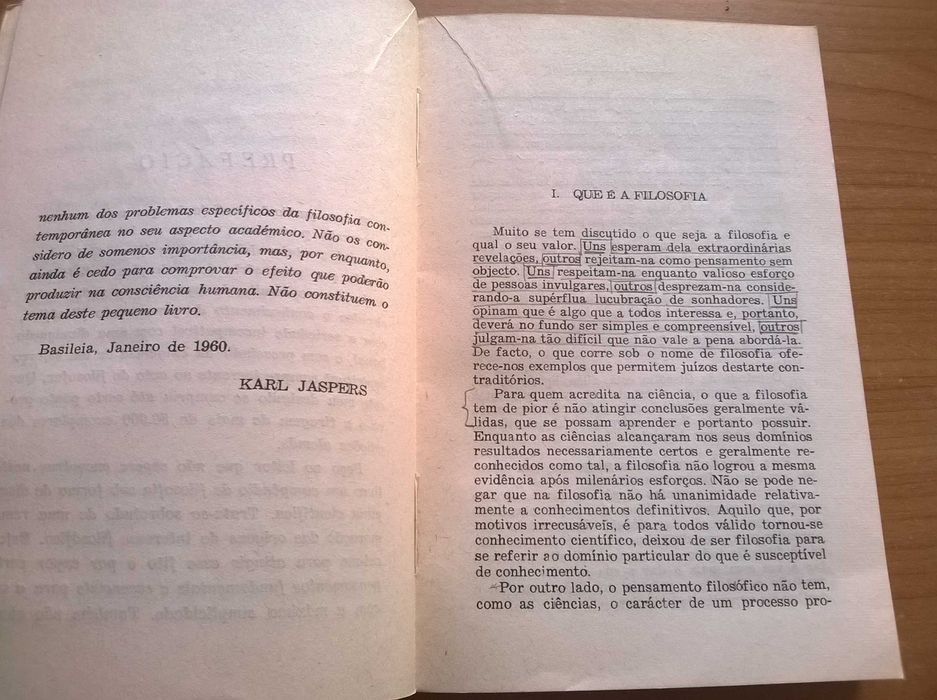 nenhum dos problemas específicos da filosofia con-
temporânea no seu aspecto académico. Não os con-
sidero de somenos importância, mas, por enquanto,
ainda é cedo para comprovar o efeito que poderão
produzir na consciência humana. Não constituem o
tema deste pequeno livro.
Basileia, Janeiro de 1960.
KARL JASPERS
I. QUE É A FILOSOFIA
Muito se tem discutido o que seja a filosofia e
qual o seu valor. Uns esperam dela extraordinárias
revelações, outros rejeitam-na como pensamento sem
objecto. Uns respeitam-na enquanto valioso esforço
de pessoas invulgares, outros desprezam-na conside-
rando-a supérflua lucubração de sonhadores. Uns
opinam que é algo que a todos interessa e, portanto,
deverá no fundo ser simples e compreensível, outros
julgam-na tão difícil que não vale a pena abordá-la.
De facto, o que corre sob o nome de filosofia ofe-
rece-nos exemplos que permitem juízos destarte con-
traditórios.
Para quem acredita na ciência, o que a filosofia
tem de pior é não atingir conclusões geralmente vá-
lidas, que se possam aprender e portanto possuir.
Enquanto as ciências alcançaram nos seus domínios
resultados necessariamente certos e geralmente re-
conhecidos como tal, a filosofia não logrou a mesma
evidência após milenários esforços. Não se pode ne-
gar que na filosofia não há unanimidade relativa-
mente a conhecimentos definitivos. Aquilo que, por
motivos irrecusáveis, é para todos válido tornou-se
conhecimento científico, deixou de ser filosofia para
se referir ao domínio particular do que é susceptível
de conhecimento.
Por outro lado, o pensamento filosófico não tem,
como as ciências, o carácter de um processo pro-